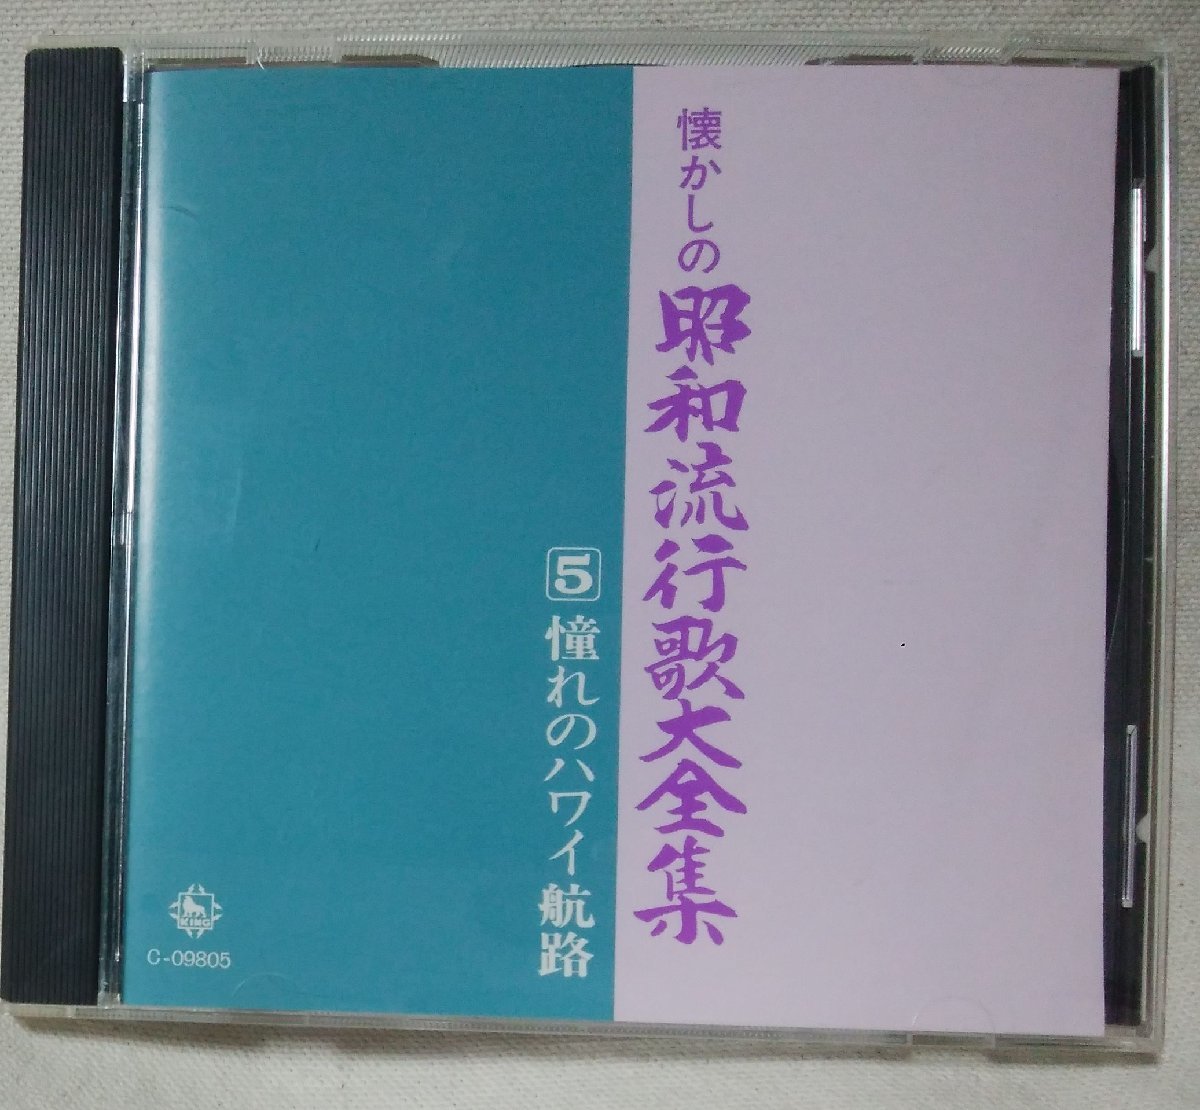 懐かしの昭和流行歌大全集
5 憧れのハワイ航路
KING
C-09805